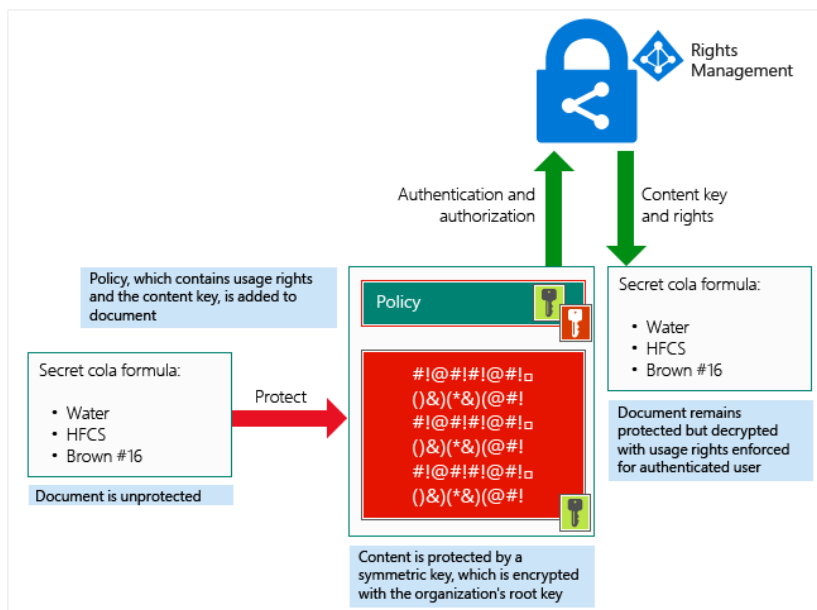 Rights
Management
Authentication and
authorization
Content key
and rights
Policy, which contains usage rights
and the content key, is added to
document
Policy
Secret cola formula:
• Water
• HFCS
• Brown #16
Document is unprotected
Protect
#!@#!#!@#!□
()&)(*&)(@#!
#!@#!#!@#!□
()&)(*&)(@#!
#!@#!#!@#!□
()&)(*&)(@#!
Content is protected by a
symmetric key, which is encrypted
with the organization's root key
Secret cola formula:
• Water
• HFCS
• Brown #16
Document remains
protected but decrypted
with usage rights enforced
for authenticated user